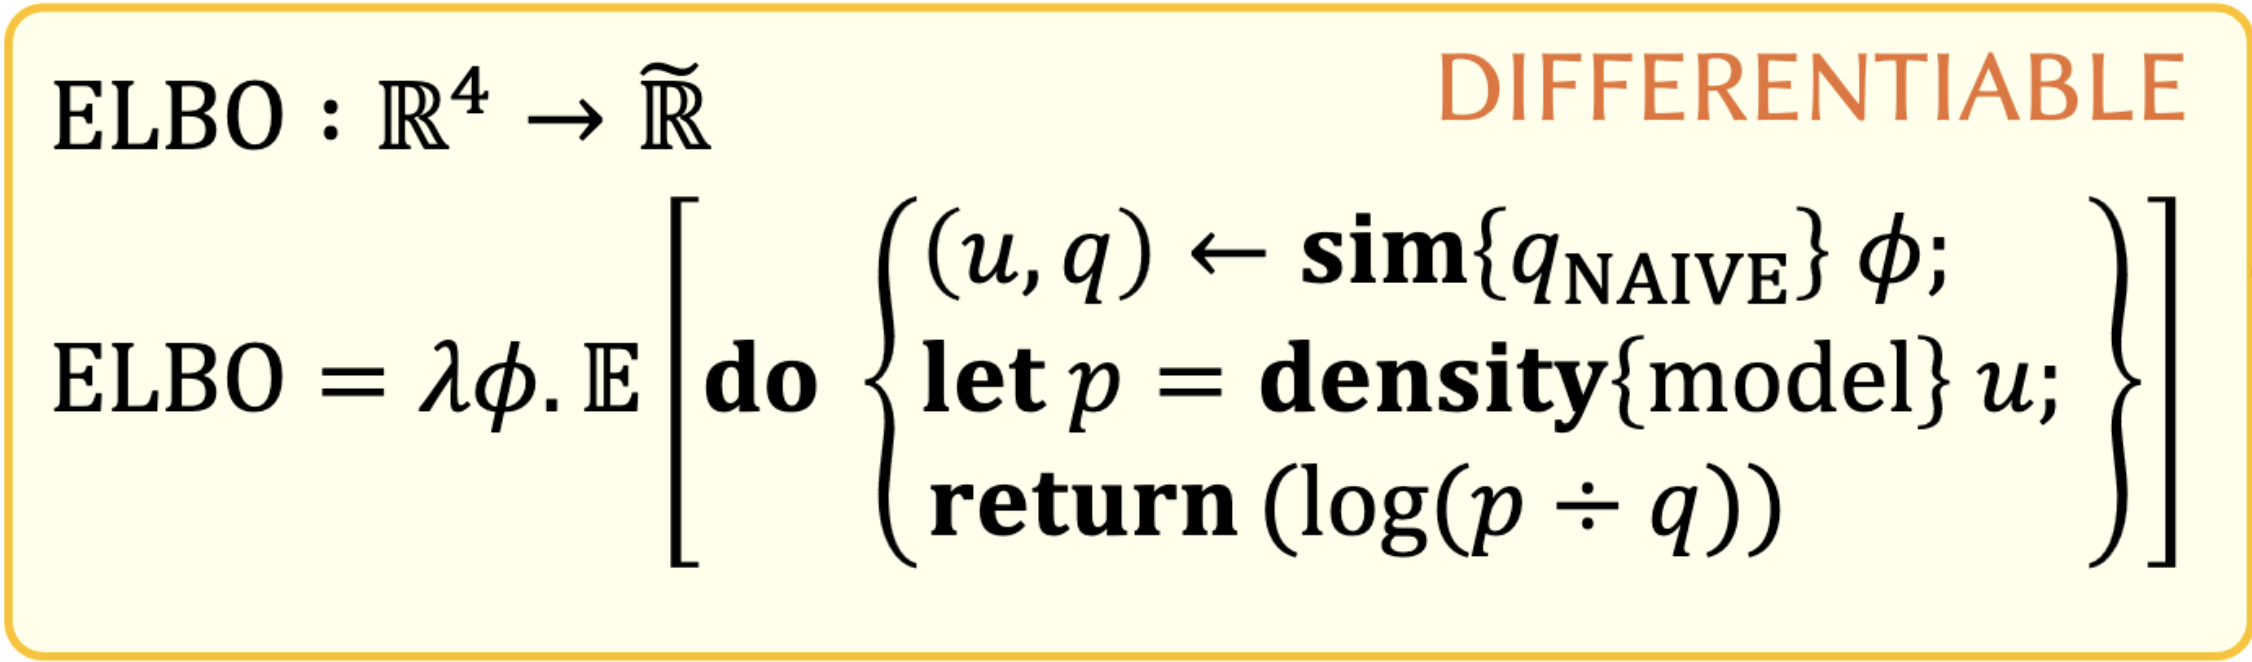 DIFFERENTIABLE
ELBO : ℝ⁴ → ℝ̃
ELBO = λϕ. 𝔼 [do {(u, q) ← sim{q_NAIVE} ϕ;
let p = density{model} u;
return (log(p ÷ q))}]